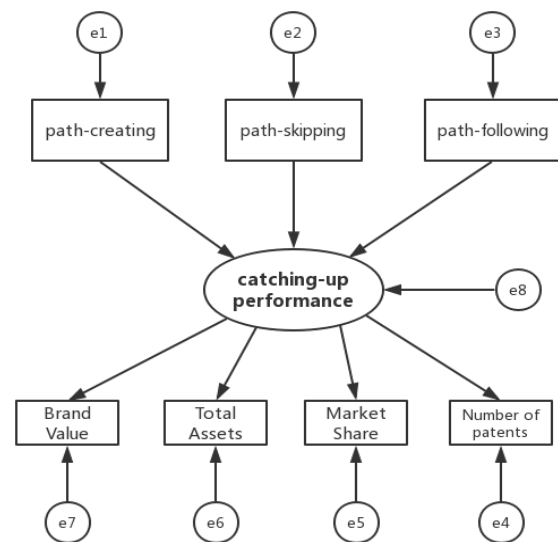 e1
e2
e3
path-creating
path-skipping
path-following
catching-up
performance
e8
Brand
Value
Total
Assets
Market
Share
Number of
patents
e7
e6
e5
e4